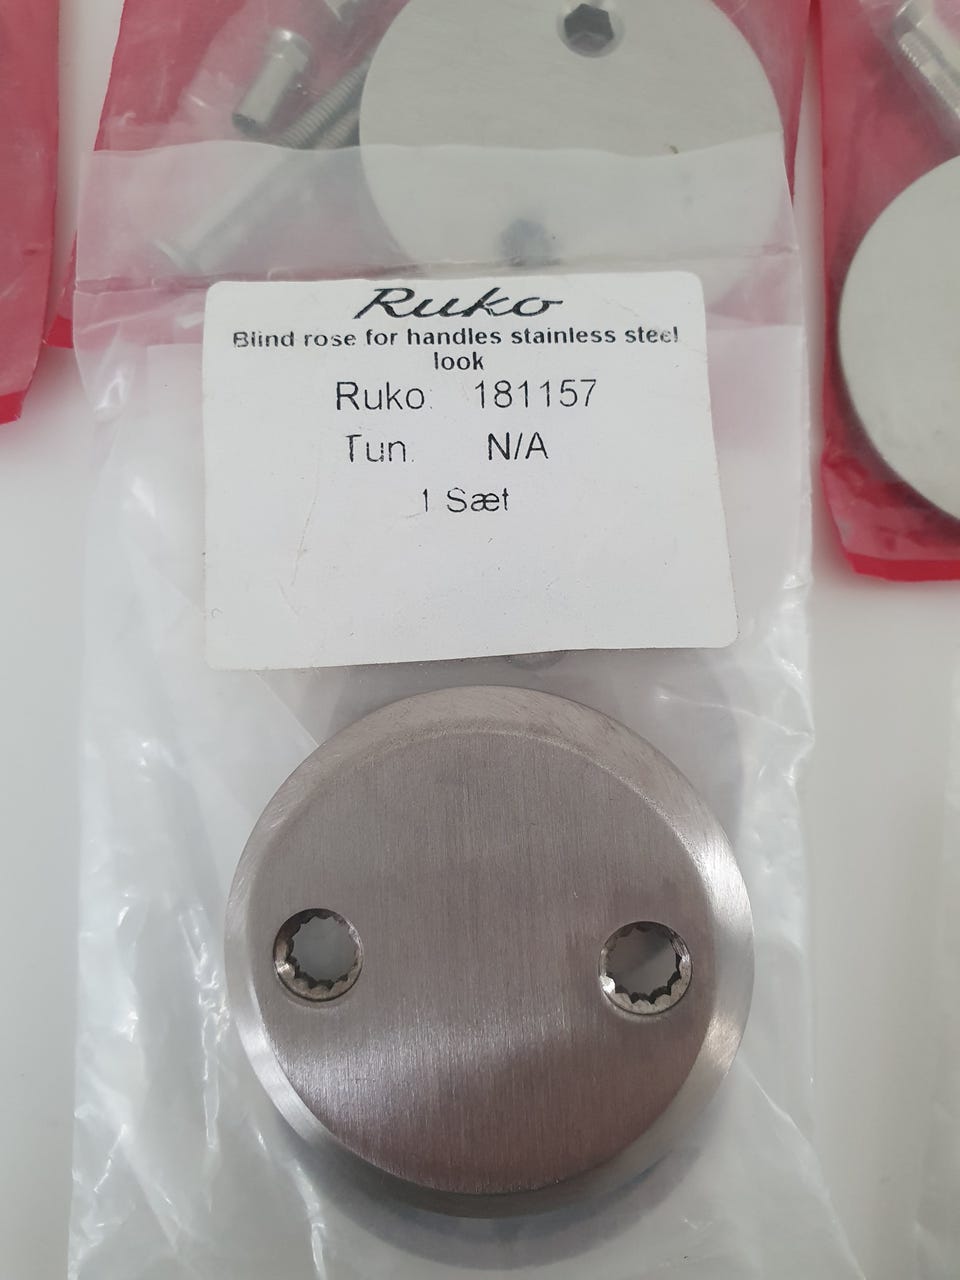 Ruko
Blind rose for handles stainless steel
look
Ruko. 181157
Tun. N/A
1 Sæt